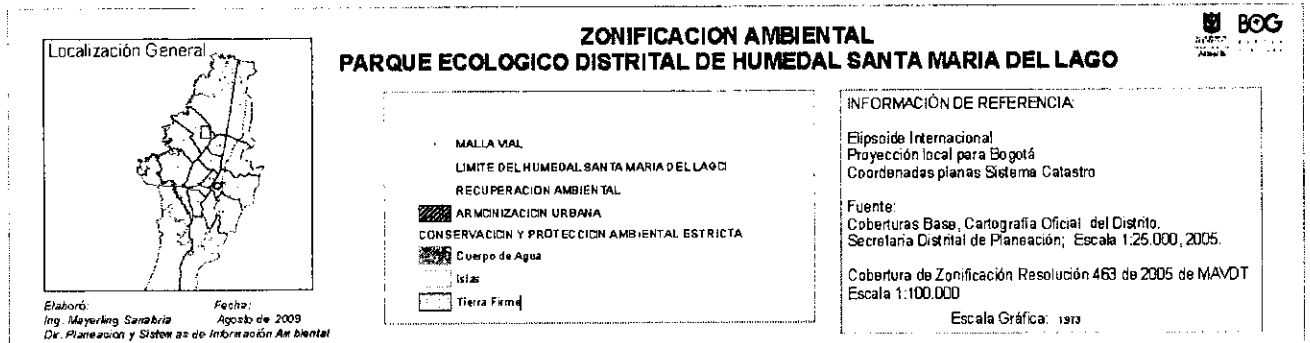 ZONIFICACION AMBIENTAL
PARQUE ECOLOGICO DISTRITAL DE HUMEDAL SANTA MARIA DEL LAGO
BOG
Localización General
MALLA VIAL
LIMITE DEL HUMEDAL SANTA MARIA DEL LAGO
RECUPERACION AMBIENTAL
ARMONIZACION URBANA
CONSERVACION Y PROTECCION AMBIENTAL ESTRICTA
Cuerpo de Agua
Islas
Tierra Firme
INFORMACIÓN DE REFERENCIA:
Elipsoide Internacional
Proyección local para Bogotá
Coordenadas planas Sistema Catastro
Fuente:
Coberturas Base, Cartografía Oficial del Distrito.
Secretaria Distrital de Planeación; Escala 1:25.000, 2005.
Cobertura de Zonificación Resolución 463 de 2005 de MAVDT
Escala 1:100.000
Escala Gráfica: 1913
Elaboró: Fecha:
Ing. Mayerling Sanabria Agosto de 2009
Dir. Planeacion y Sistemas de Información Ambiental